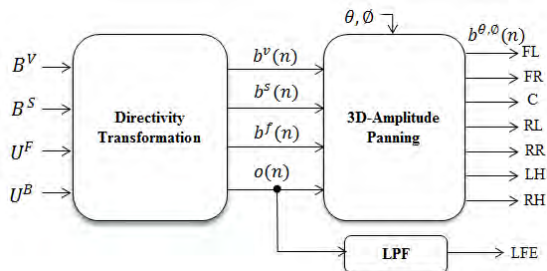 θ, ∅
b^{θ,∅}(n)
B^V
B^S
U^F
U^B
Directivity
Transformation
b^v(n)
b^s(n)
b^f(n)
o(n)
3D-Amplitude
Panning
FL
FR
C
RL
RR
LH
RH
LPF
LFE